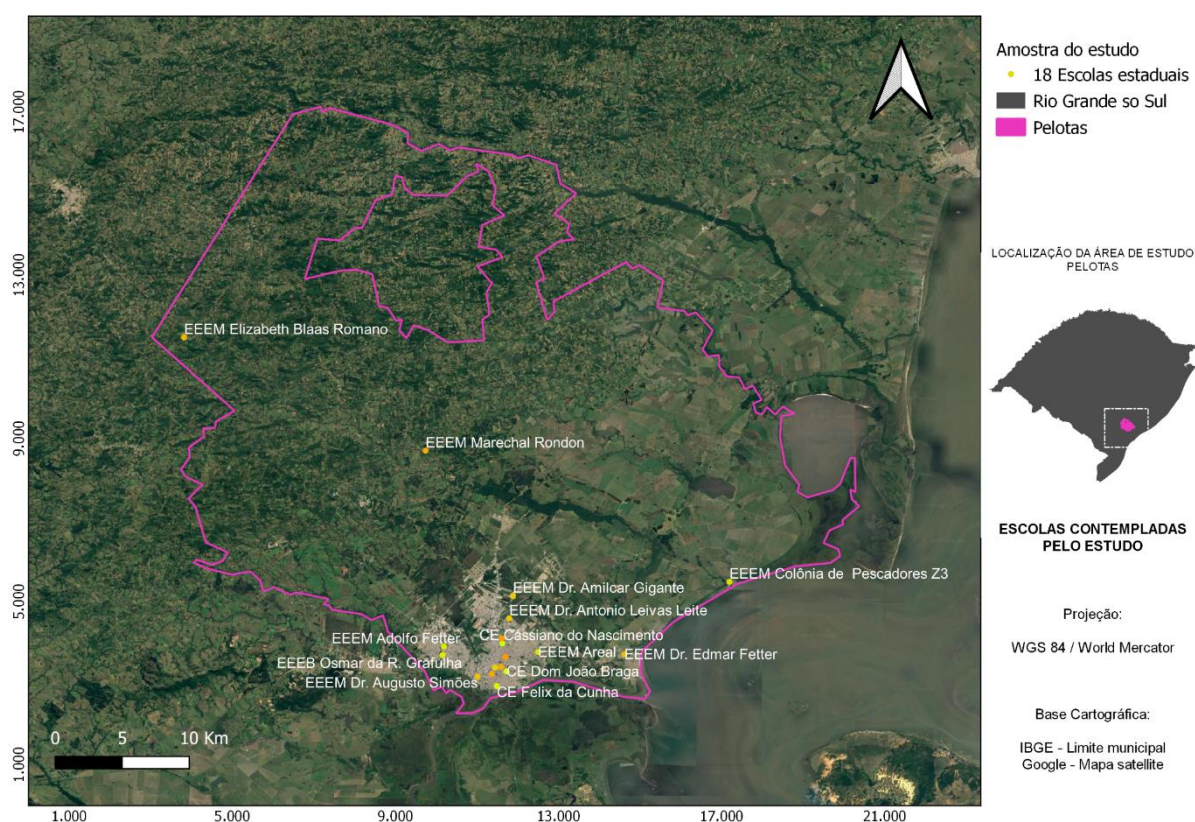 Amostra do estudo
18 Escolas estaduais
Rio Grande so Sul
Pelotas
LOCALIZAÇÃO DA ÁREA DE ESTUDO
PELOTAS
ESCOLAS CONTEMPLADAS
PELO ESTUDO
Projeção:
WGS 84 / World Mercator
Base Cartográfica:
IBGE - Limite municipal
Google - Mapa satellite
17.000
13.000
9.000
5.000
1.000
EEEM Elizabeth Blaas Romano
EEEM Marechal Rondon
EEEM Colônia de Pescadores Z3
EEEM Dr. Amilcar Gigante
EEEM Dr. Antonio Leivas Leite
EEEM Adolfo Fetter
CE Cassiano do Nascimento
EEEM Areal
EEEM Dr. Edmar Fetter
EEEB Osmar da R. Grafulha
CE Dom João Braga
EEEM Dr. Augusto Simões
CE Felix da Cunha
0 5 10 Km
1.000 5.000 9.000 13.000 17.000 21.000